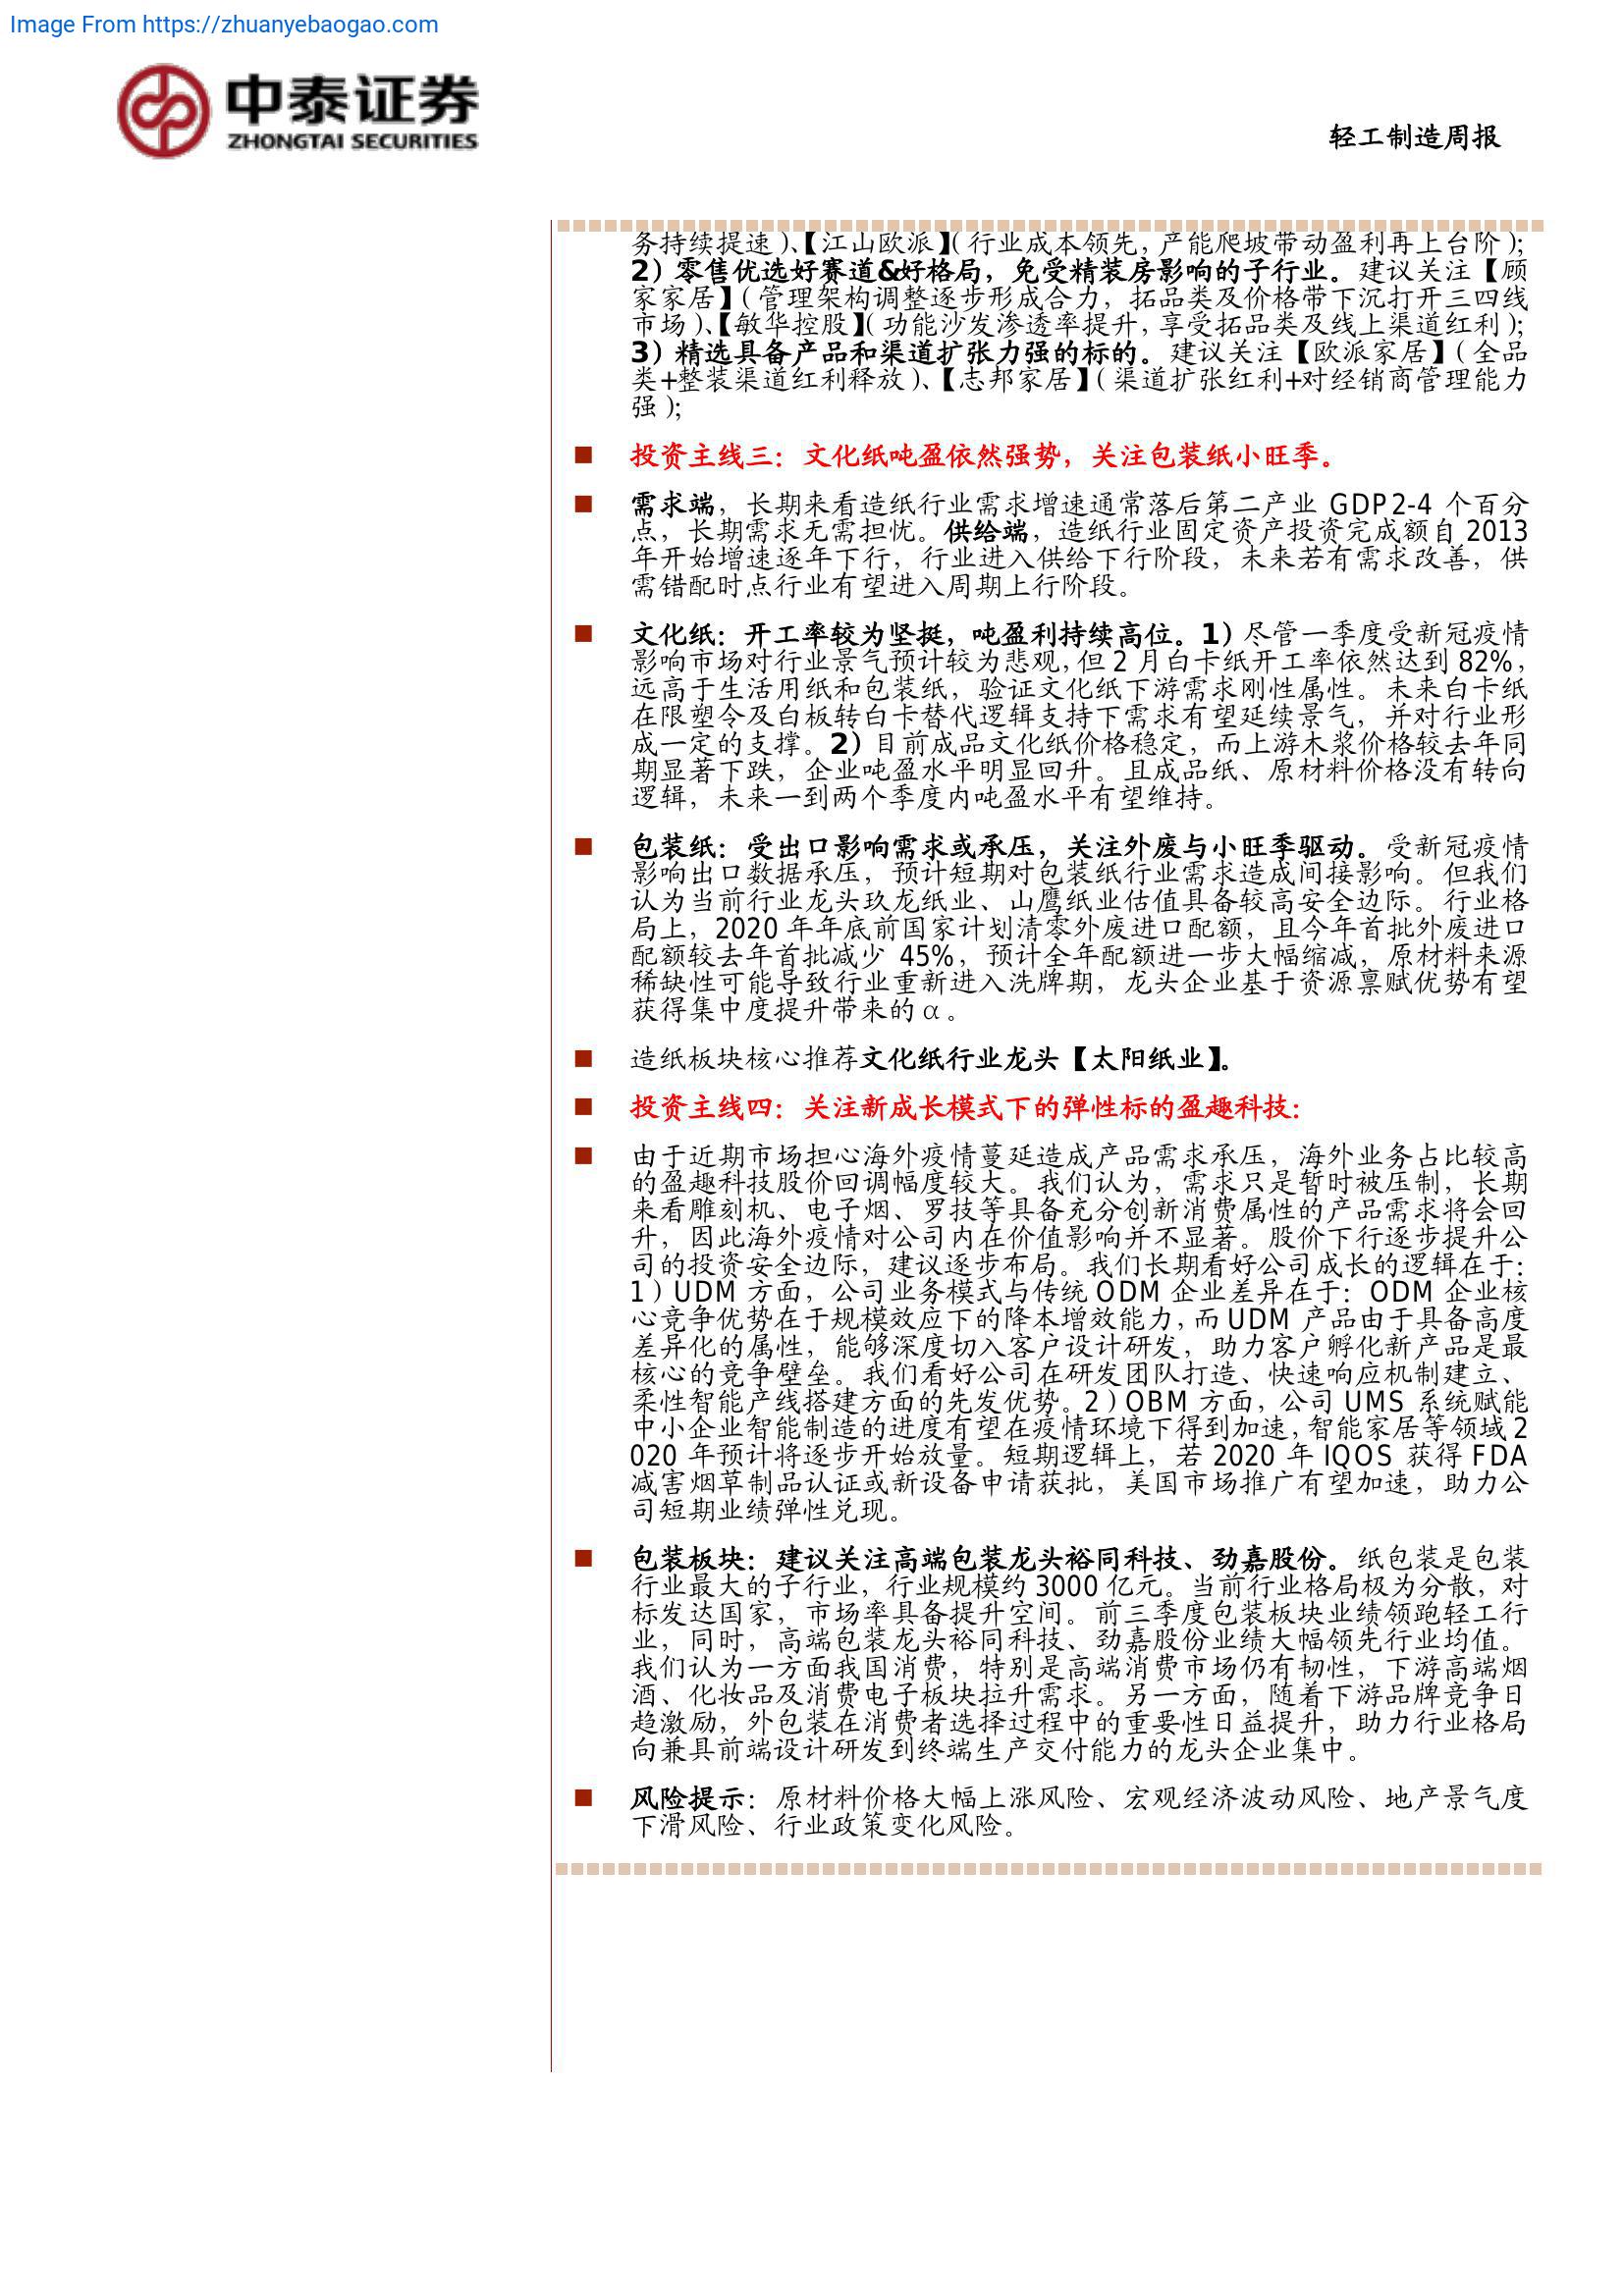 Image From https://zhuanyebaogao.com
中泰证券
ZHONGTAI SECURITIES
轻工制造周报
务持续提速）、【江山欧派】（行业成本领先，产能爬坡带动盈利再上台阶）；
2）零售优选好赛道&好格局，免受精装房影响的子行业。建议关注【顾
家家居】（管理架构调整逐步形成合力，拓品类及价格带下沉打开三四线
市场）、【敏华控股】（功能沙发渗透率提升，享受拓品类及线上渠道红利）；
3）精选具备产品和渠道扩张力强的标的。建议关注【欧派家居】（全品
类+整装渠道红利释放）、【志邦家居】（渠道扩张红利+对经销商管理能力
强）；
■ 投资主线三：文化纸吨盈依然强势，关注包装纸小旺季。
■ 需求端，长期来看造纸行业需求增速通常落后第二产业 GDP2-4 个百分
点，长期需求无需担忧。供给端，造纸行业固定资产投资完成额自 2013
年开始增速逐年下行，行业进入供给下行阶段，未来若有需求改善，供
需错配时点行业有望进入周期上行阶段。
■ 文化纸：开工率较为坚挺，吨盈利持续高位。1）尽管一季度受新冠疫情
影响市场对行业景气预计较为悲观，但 2 月白卡纸开工率依然达到 82%，
远高于生活用纸和包装纸，验证文化纸下游需求刚性属性。未来白卡纸
在限塑令及白板转白卡替代逻辑支持下需求有望延续景气，并对行业形
成一定的支撑。2）目前成品文化纸价格稳定，而上游木浆价格较去年同
期显著下跌，企业吨盈水平明显回升。且成品纸、原材料价格没有转向
逻辑，未来一到两个季度内吨盈水平有望维持。
■ 包装纸：受出口影响需求或承压，关注外废与小旺季驱动。受新冠疫情
影响出口数据承压，预计短期对包装纸行业需求造成间接影响。但我们
认为当前行业龙头玖龙纸业、山鹰纸业估值具备较高安全边际。行业格
局上，2020 年年底前国家计划清零外废进口配额，且今年首批外废进口
配额较去年首批减少 45%，预计全年配额进一步大幅缩减，原材料来源
稀缺性可能导致行业重新进入洗牌期，龙头企业基于资源禀赋优势有望
获得集中度提升带来的 α。
■ 造纸板块核心推荐文化纸行业龙头【太阳纸业】。
■ 投资主线四：关注新成长模式下的弹性标的盈趣科技：
■ 由于近期市场担心海外疫情蔓延造成产品需求承压，海外业务占比较高
的盈趣科技股价回调幅度较大。我们认为，需求只是暂时被压制，长期
来看雕刻机、电子烟、罗技等具备充分创新消费属性的产品需求将会回
升，因此海外疫情对公司内在价值影响并不显著。股价下行逐步提升公
司的投资安全边际，建议逐步布局。我们长期看好公司成长的逻辑在于：
1）UDM 方面，公司业务模式与传统 ODM 企业差异在于：ODM 企业核
心竞争优势在于规模效应下的降本增效能力，而 UDM 产品由于具备高度
差异化的属性，能够深度切入客户设计研发，助力客户孵化新产品是最
核心的竞争壁垒。我们看好公司在研发团队打造、快速响应机制建立、
柔性智能产线搭建方面的先发优势。2）OBM 方面，公司 UMS 系统赋能
中小企业智能制造的进度有望在疫情环境下得到加速，智能家居等领域 2
020 年预计将逐步开始放量。短期逻辑上，若 2020 年 IQOS 获得 FDA
减害烟草制品认证或新设备申请获批，美国市场推广有望加速，助力公
司短期业绩弹性兑现。
■ 包装板块：建议关注高端包装龙头裕同科技、劲嘉股份。纸包装是包装
行业最大的子行业，行业规模约 3000 亿元。当前行业格局极为分散，对
标发达国家，市场率具备提升空间。前三季度包装板块业绩领跑轻工行
业，同时，高端包装龙头裕同科技、劲嘉股份业绩大幅领先行业均值。
我们认为一方面我国消费，特别是高端消费市场仍有韧性，下游高端烟
酒、化妆品及消费电子板块拉升需求。另一方面，随着下游品牌竞争日
趋激励，外包装在消费者选择过程中的重要性日益提升，助力行业格局
向兼具前端设计研发到终端生产交付能力的龙头企业集中。
■ 风险提示：原材料价格大幅上涨风险、宏观经济波动风险、地产景气度
下滑风险、行业政策变化风险。